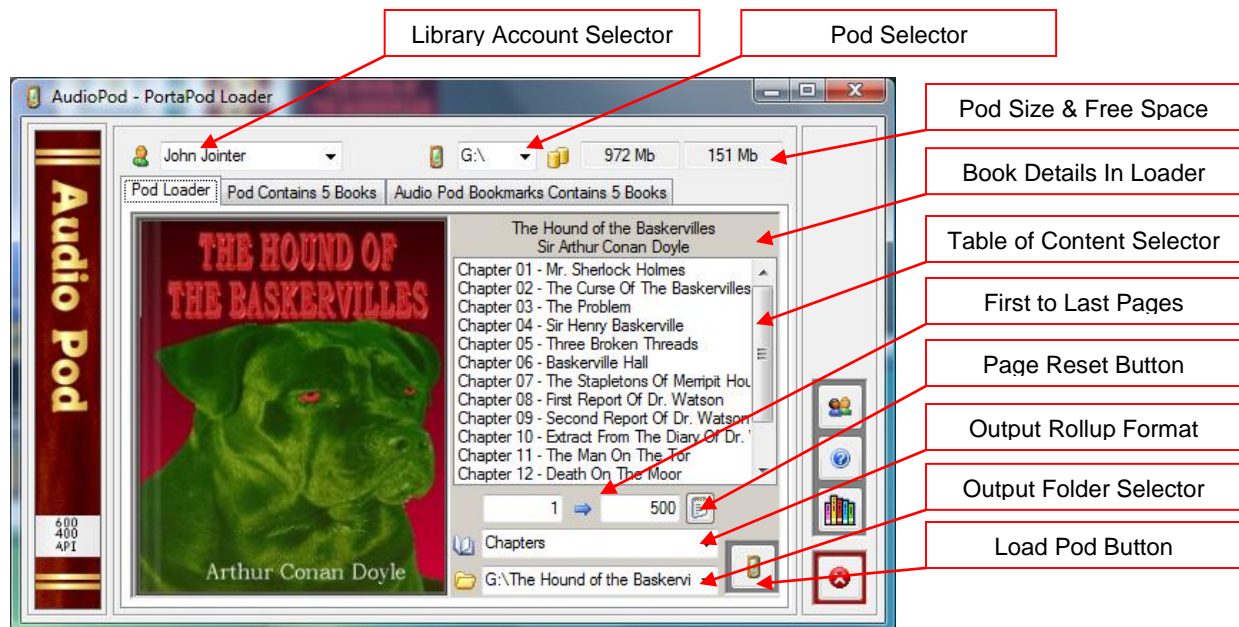 Library Account Selector
Pod Selector
AudioPod - PortaPod Loader
Pod Size & Free Space
John Jointer
G:\
972 Mb
151 Mb
Pod Loader
Pod Contains 5 Books
Audio Pod Bookmarks Contains 5 Books
Book Details In Loader
Audio Pod
600
400
API
THE HOUND OF
THE BASKERVILLES
Arthur Conan Doyle
The Hound of the Baskervilles
Sir Arthur Conan Doyle
Chapter 01 - Mr. Sherlock Holmes
Chapter 02 - The Curse Of The Baskervilles
Chapter 03 - The Problem
Chapter 04 - Sir Henry Baskerville
Chapter 05 - Three Broken Threads
Chapter 06 - Baskerville Hall
Chapter 07 - The Stapletons Of Merripit Hou
Chapter 08 - First Report Of Dr. Watson
Chapter 09 - Second Report Of Dr. Watson
Chapter 10 - Extract From The Diary Of Dr.
Chapter 11 - The Man On The Tor
Chapter 12 - Death On The Moor
Table of Content Selector
First to Last Pages
Page Reset Button
1
500
Output Rollup Format
Chapters
Output Folder Selector
G:\The Hound of the Baskervi
Load Pod Button